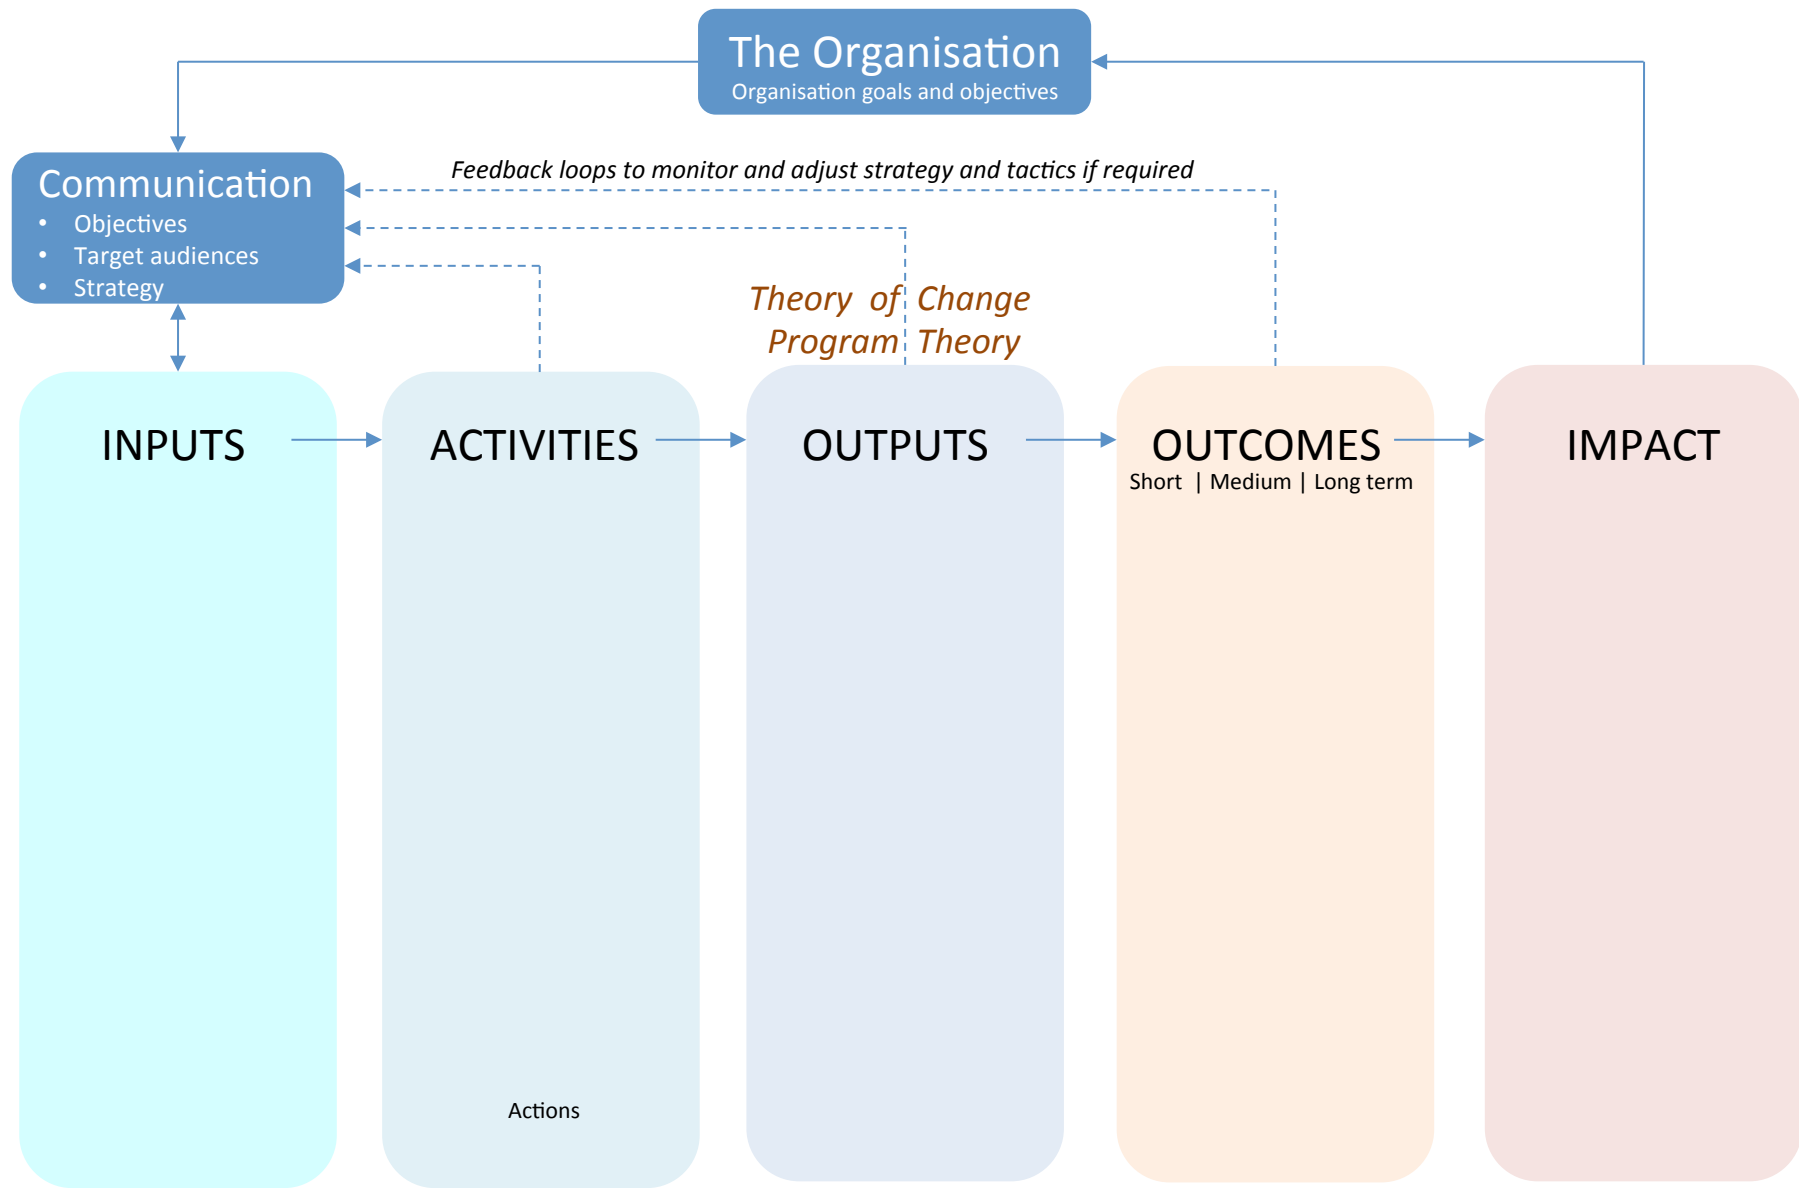 The Organisation
Organisation goals and objectives
Communication
• Objectives
• Target audiences
• Strategy
Feedback loops to monitor and adjust strategy and tactics if required
Theory of Change
Program Theory
INPUTS
ACTIVITIES
OUTPUTS
OUTCOMES
Short | Medium | Long term
IMPACT
Actions